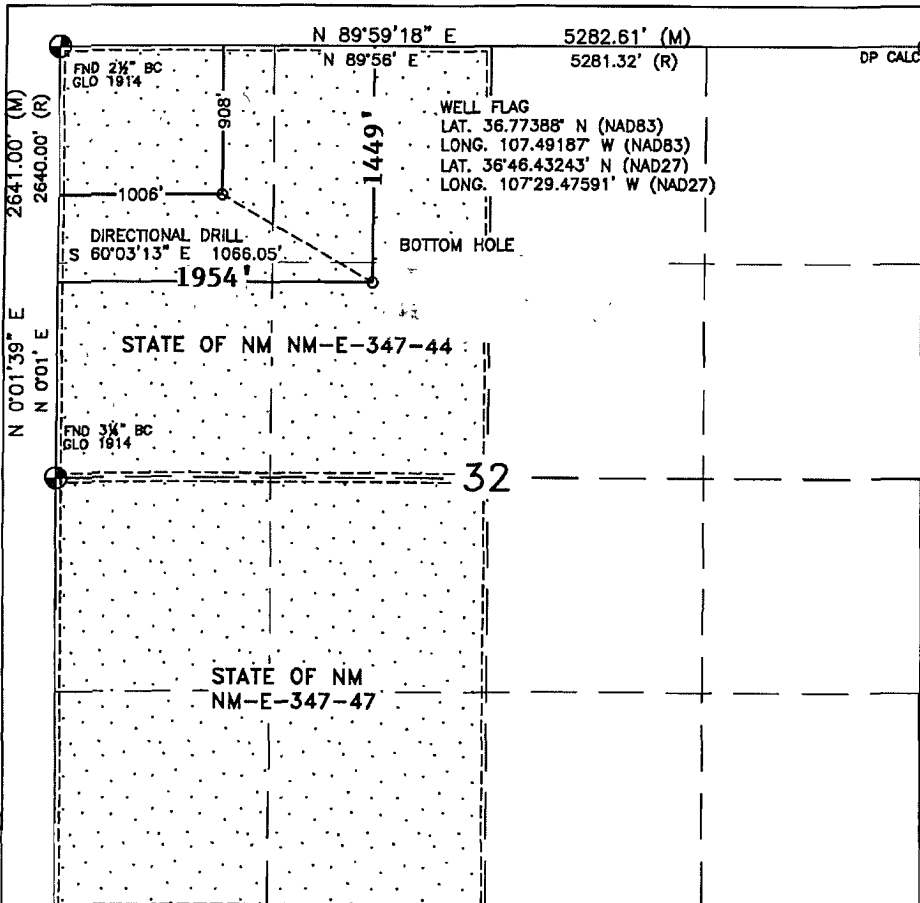 N 89°59'18" E 5282.61' (M)
N 89°56' E 5281.32' (R) DP CALC
FND 2½" BC
GLO 1914
2641.00' (M)
2640.00' (R)
908'
1449'
WELL FLAG
LAT. 36.77388° N (NAD83)
LONG. 107.49187° W (NAD83)
LAT. 36°46.43243' N (NAD27)
LONG. 107°29.47591' W (NAD27)
1006'
DIRECTIONAL DRILL
S 60°03'13" E 1066.05'
BOTTOM HOLE
1954'
STATE OF NM NM-E-347-44
N 0°01'39" E
N 0°01' E
FND 3¼" BC
GLO 1914
32
STATE OF NM
NM-E-347-47